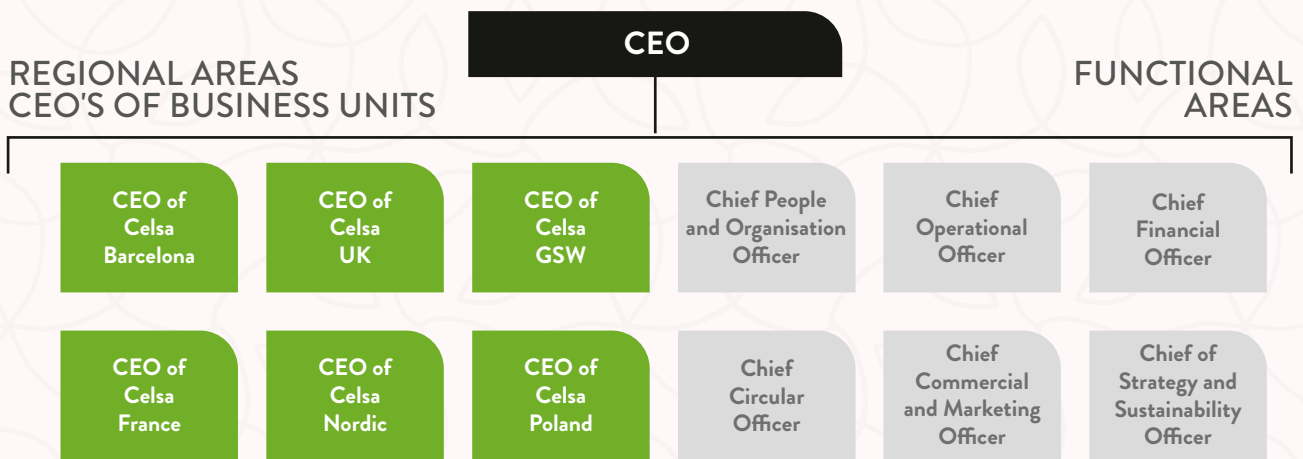 CEO
REGIONAL AREAS
CEO'S OF BUSINESS UNITS
FUNCTIONAL
AREAS
CEO of
Celsa
Barcelona
CEO of
Celsa
UK
CEO of
Celsa
GSW
Chief People
and Organisation
Officer
Chief
Operational
Officer
Chief
Financial
Officer
CEO of
Celsa
France
CEO of
Celsa
Nordic
CEO of
Celsa
Poland
Chief
Circular
Officer
Chief
Commercial
and Marketing
Officer
Chief of
Strategy and
Sustainability
Officer